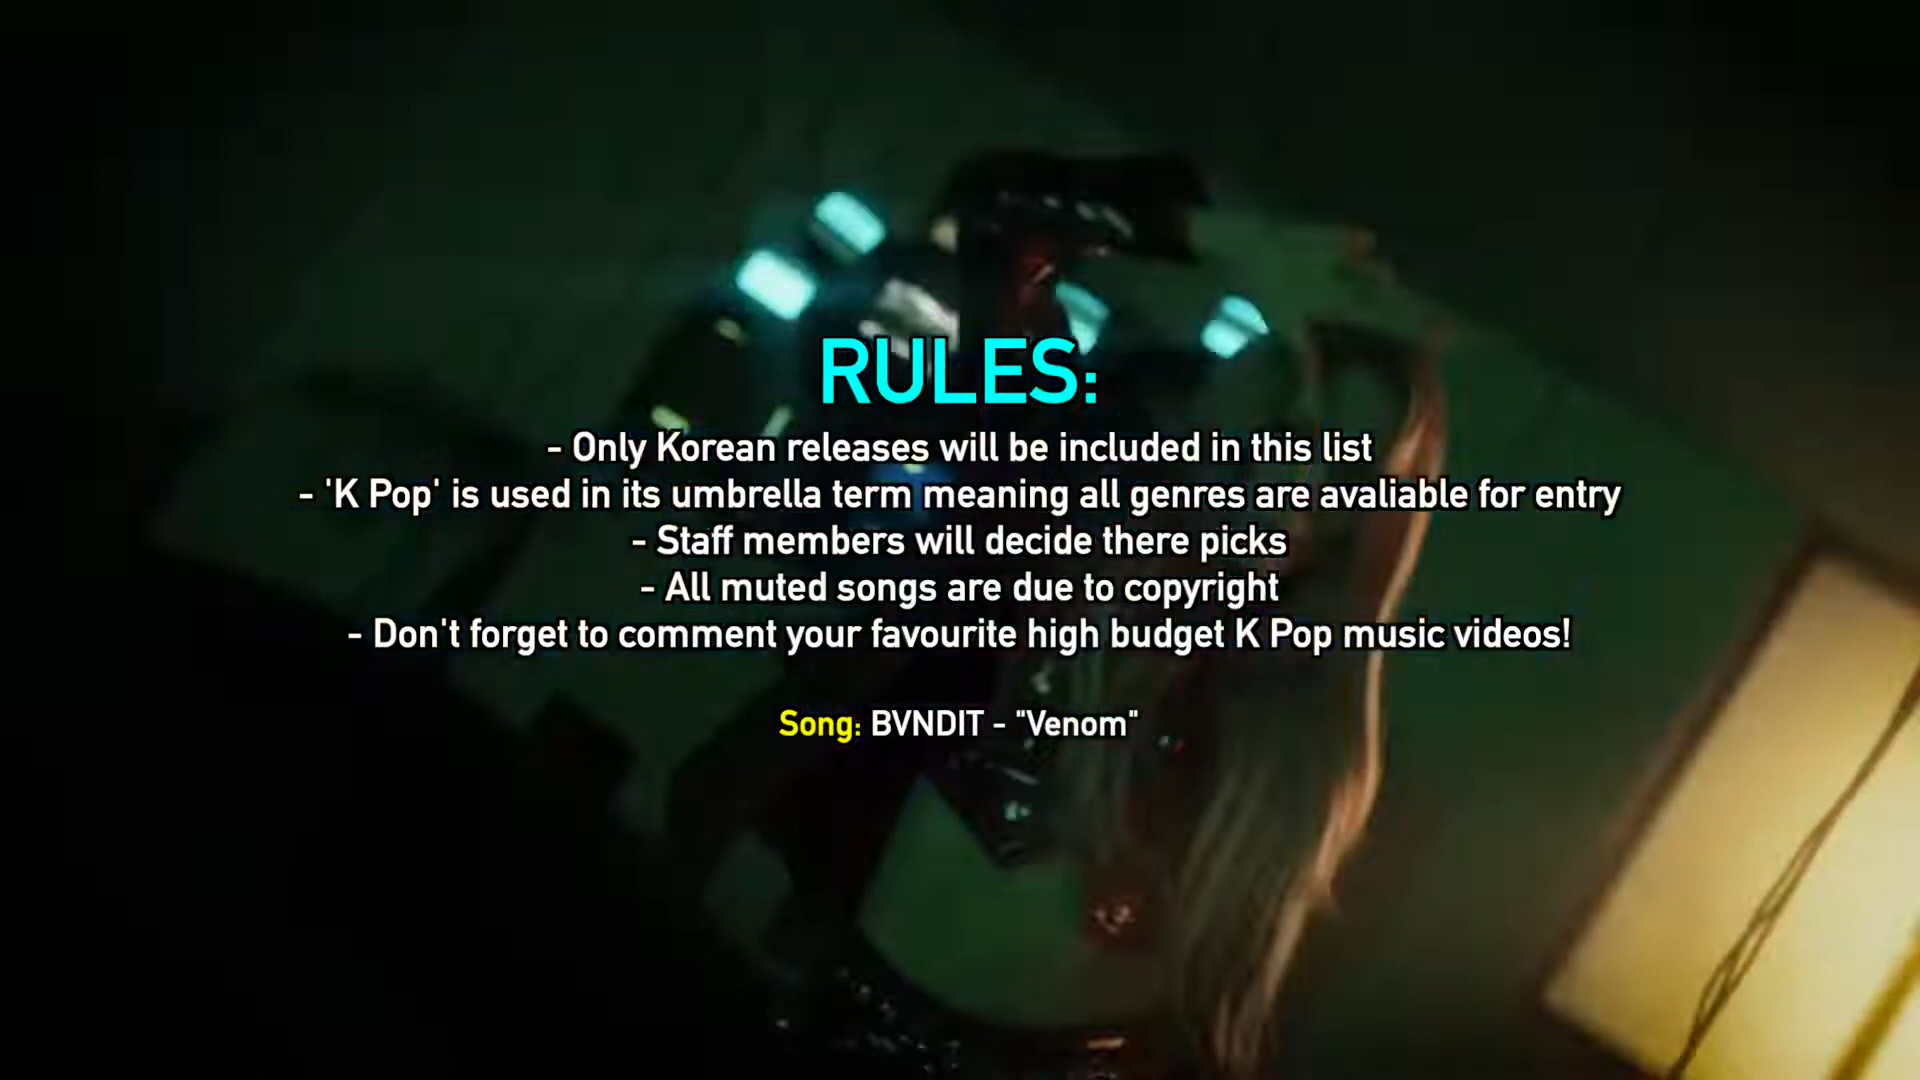 RULES:
- Only Korean releases will be included in this list
- 'K Pop' is used in its umbrella term meaning all genres are avaliable for entry
- Staff members will decide there picks
- All muted songs are due to copyright
- Don't forget to comment your favourite high budget K Pop music videos!
Song: BVNDIT - "Venom"